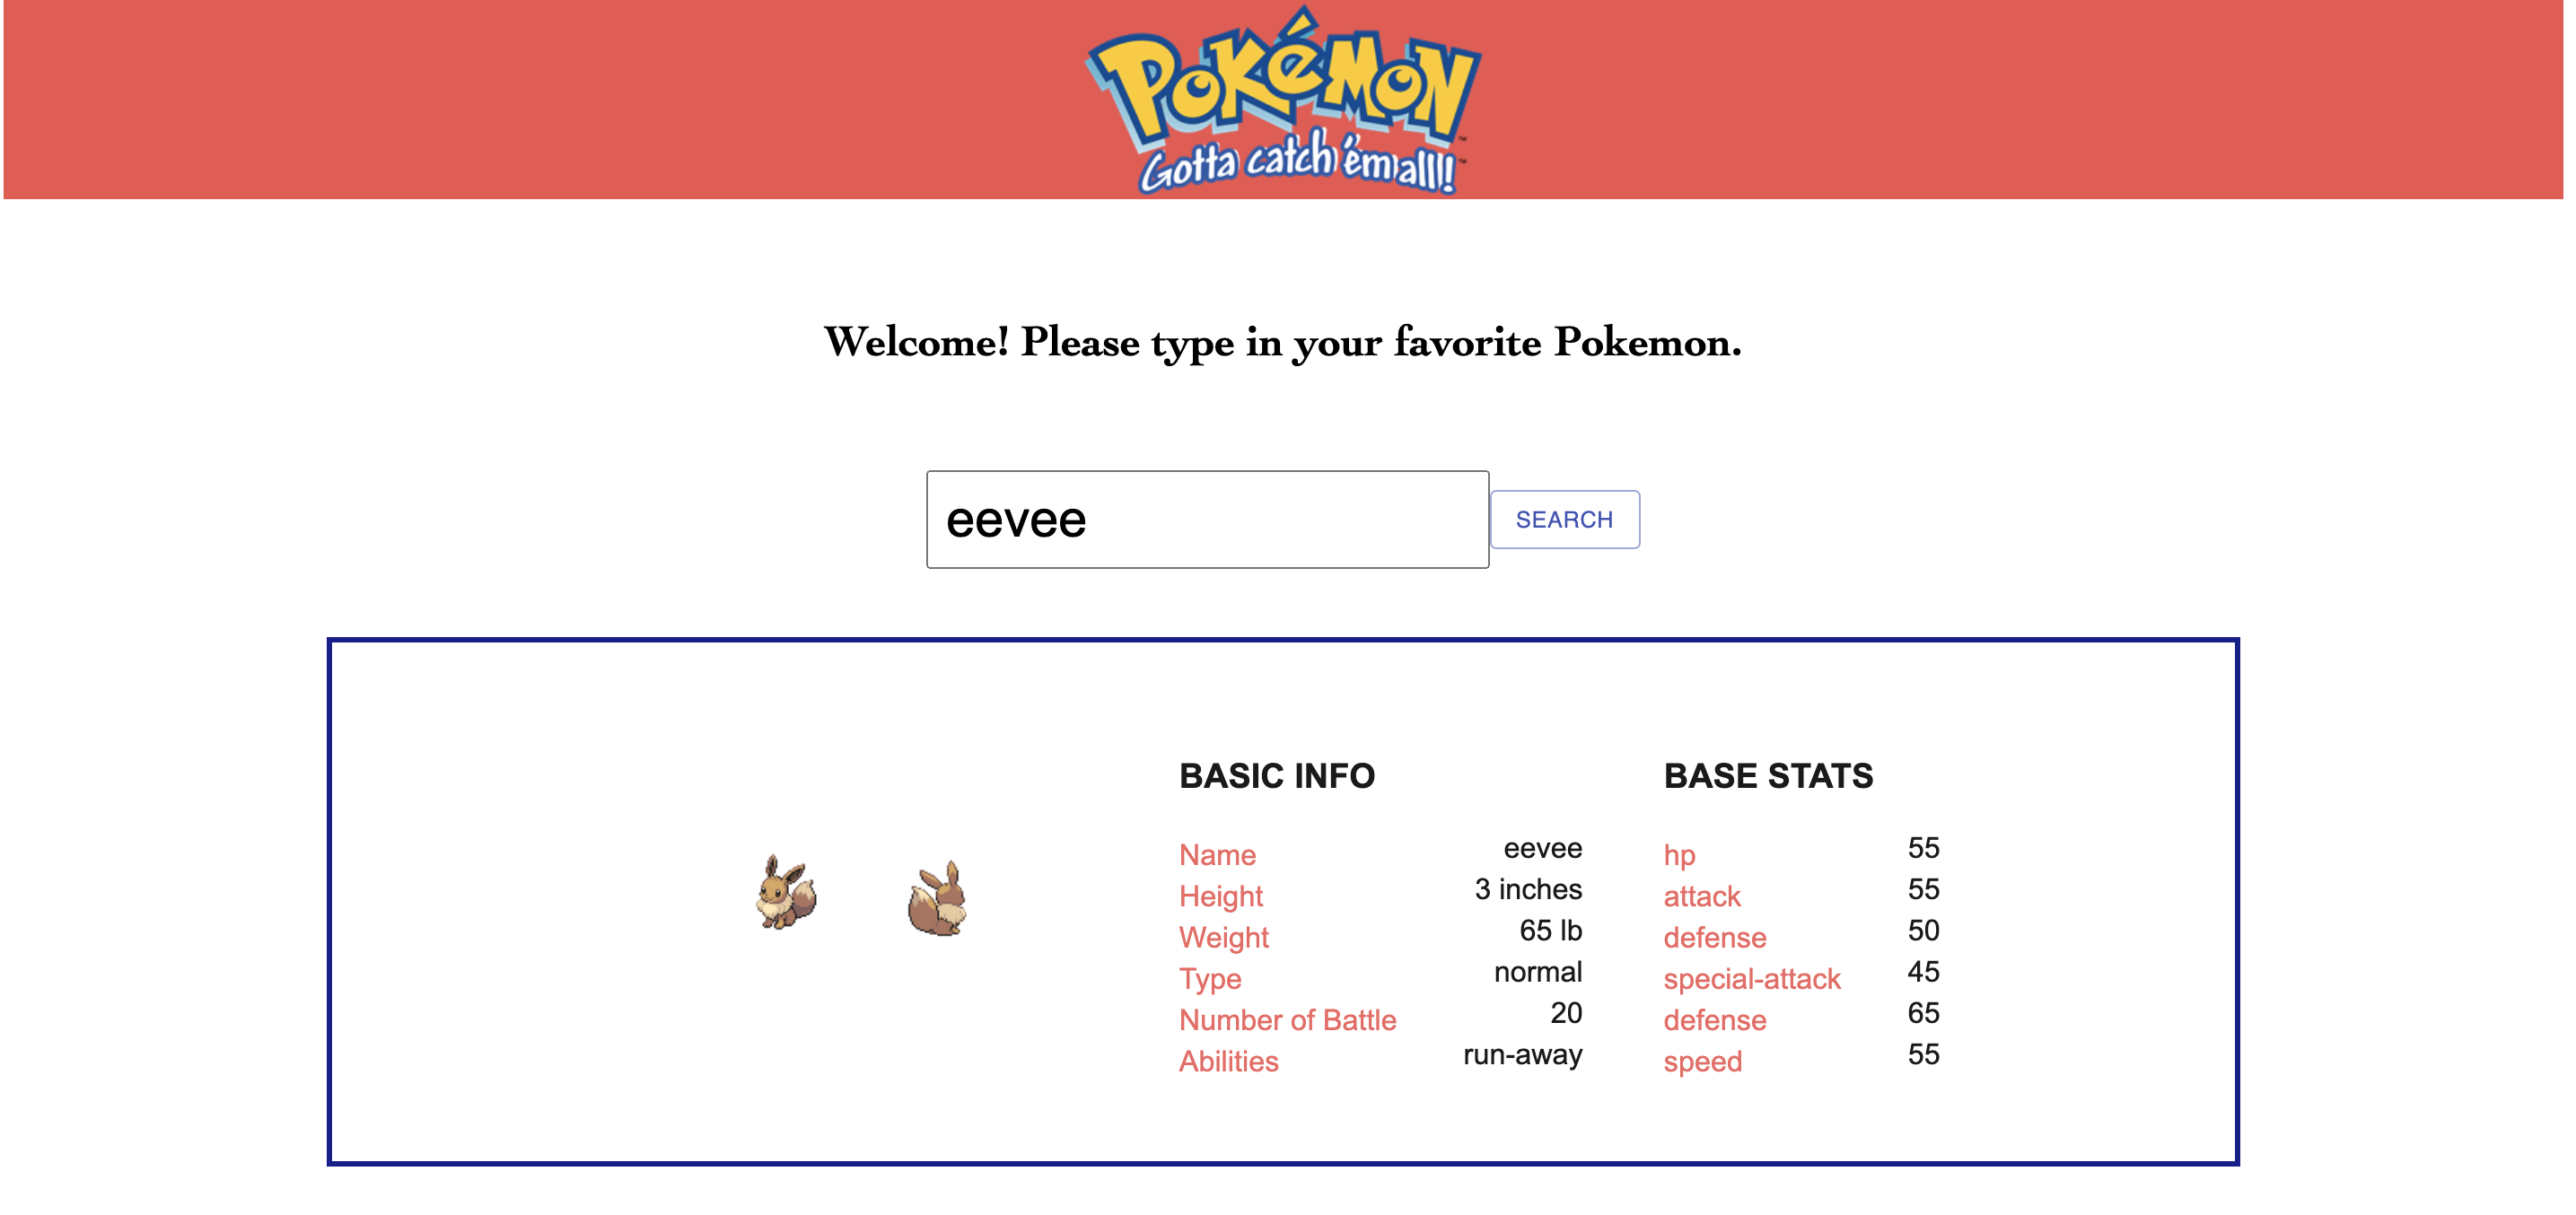 POKéMON™
Gotta catch 'em all!!™
Welcome! Please type in your favorite Pokemon.
eevee SEARCH
BASIC INFO
Name eevee
Height 3 inches
Weight 65 lb
Type normal
Number of Battle 20
Abilities run-away
BASE STATS
hp 55
attack 55
defense 50
special-attack 45
defense 65
speed 55